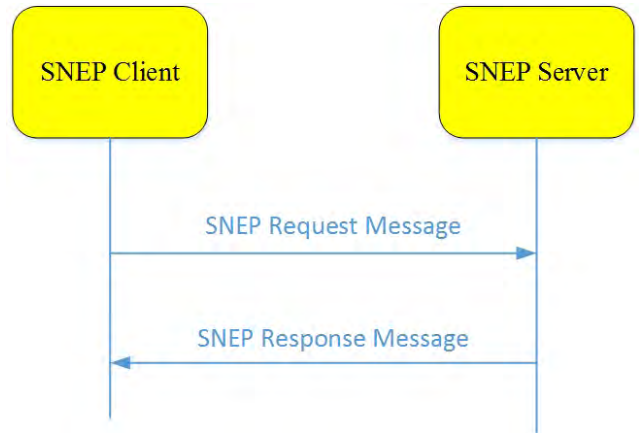 SNEP Client
SNEP Server
SNEP Request Message
SNEP Response Message